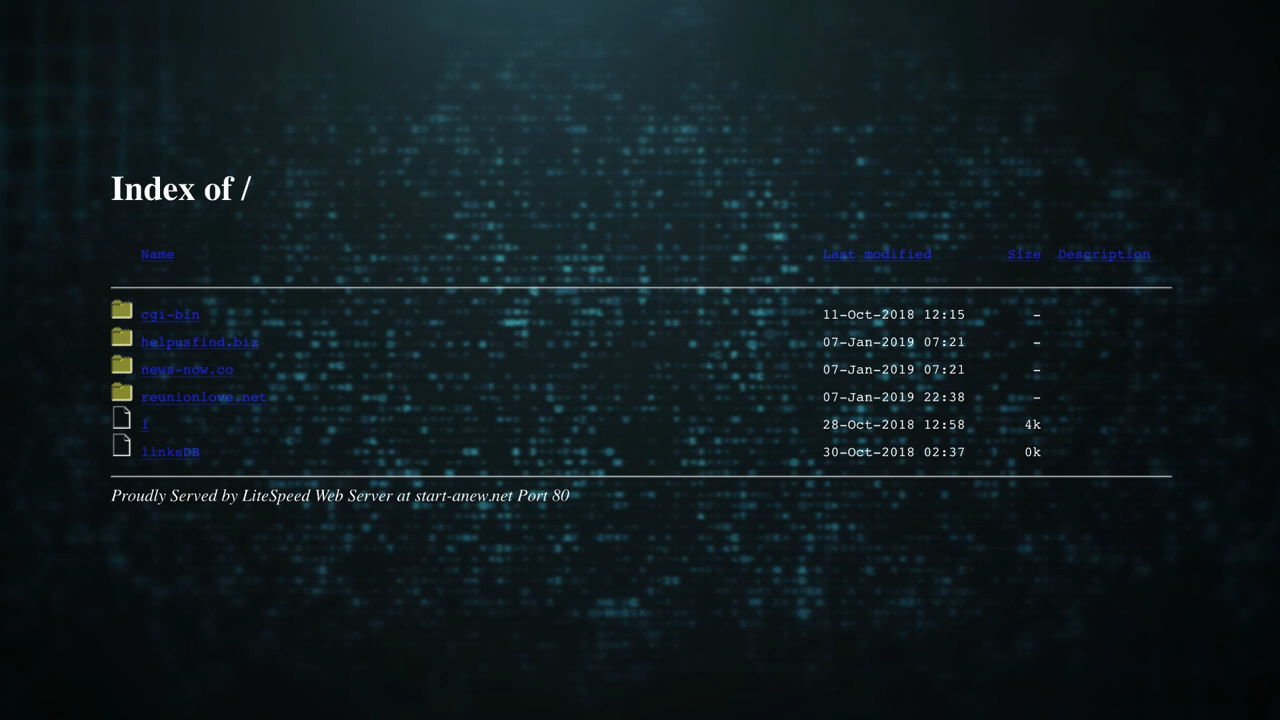 Index of /
Name Last modified Size Description
cgi-bin 11-Oct-2018 12:15 -
helpusfind.biz 07-Jan-2019 07:21 -
news-now.co 07-Jan-2019 07:21 -
reunionlove.net 07-Jan-2019 22:38 -
1 28-Oct-2018 12:58 4k
linksDB 30-Oct-2018 02:37 0k
Proudly Served by LiteSpeed Web Server at start-anew.net Port 80